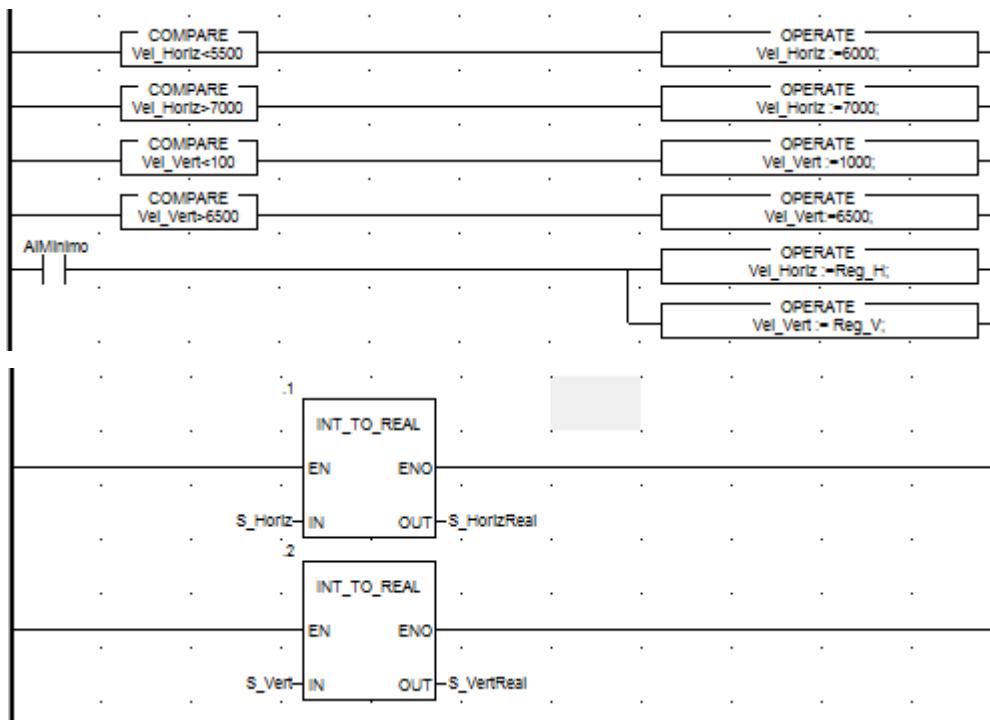 COMPARE OPERATE
Vel_Horiz<5500 Vel_Horiz :=6000;
COMPARE OPERATE
Vel_Horiz>7000 Vel_Horiz :=7000;
COMPARE OPERATE
Vel_Vert<100 Vel_Vert :=1000;
COMPARE OPERATE
Vel_Vert>6500 Vel_Vert:=6500;
AlMinimo OPERATE
Vel_Horiz :=Reg_H;
OPERATE
Vel_Vert := Reg_V;
.1
INT_TO_REAL
EN ENO
S_Horiz IN OUT S_HorizReal
.2
INT_TO_REAL
EN ENO
S_Vert IN OUT S_VertReal